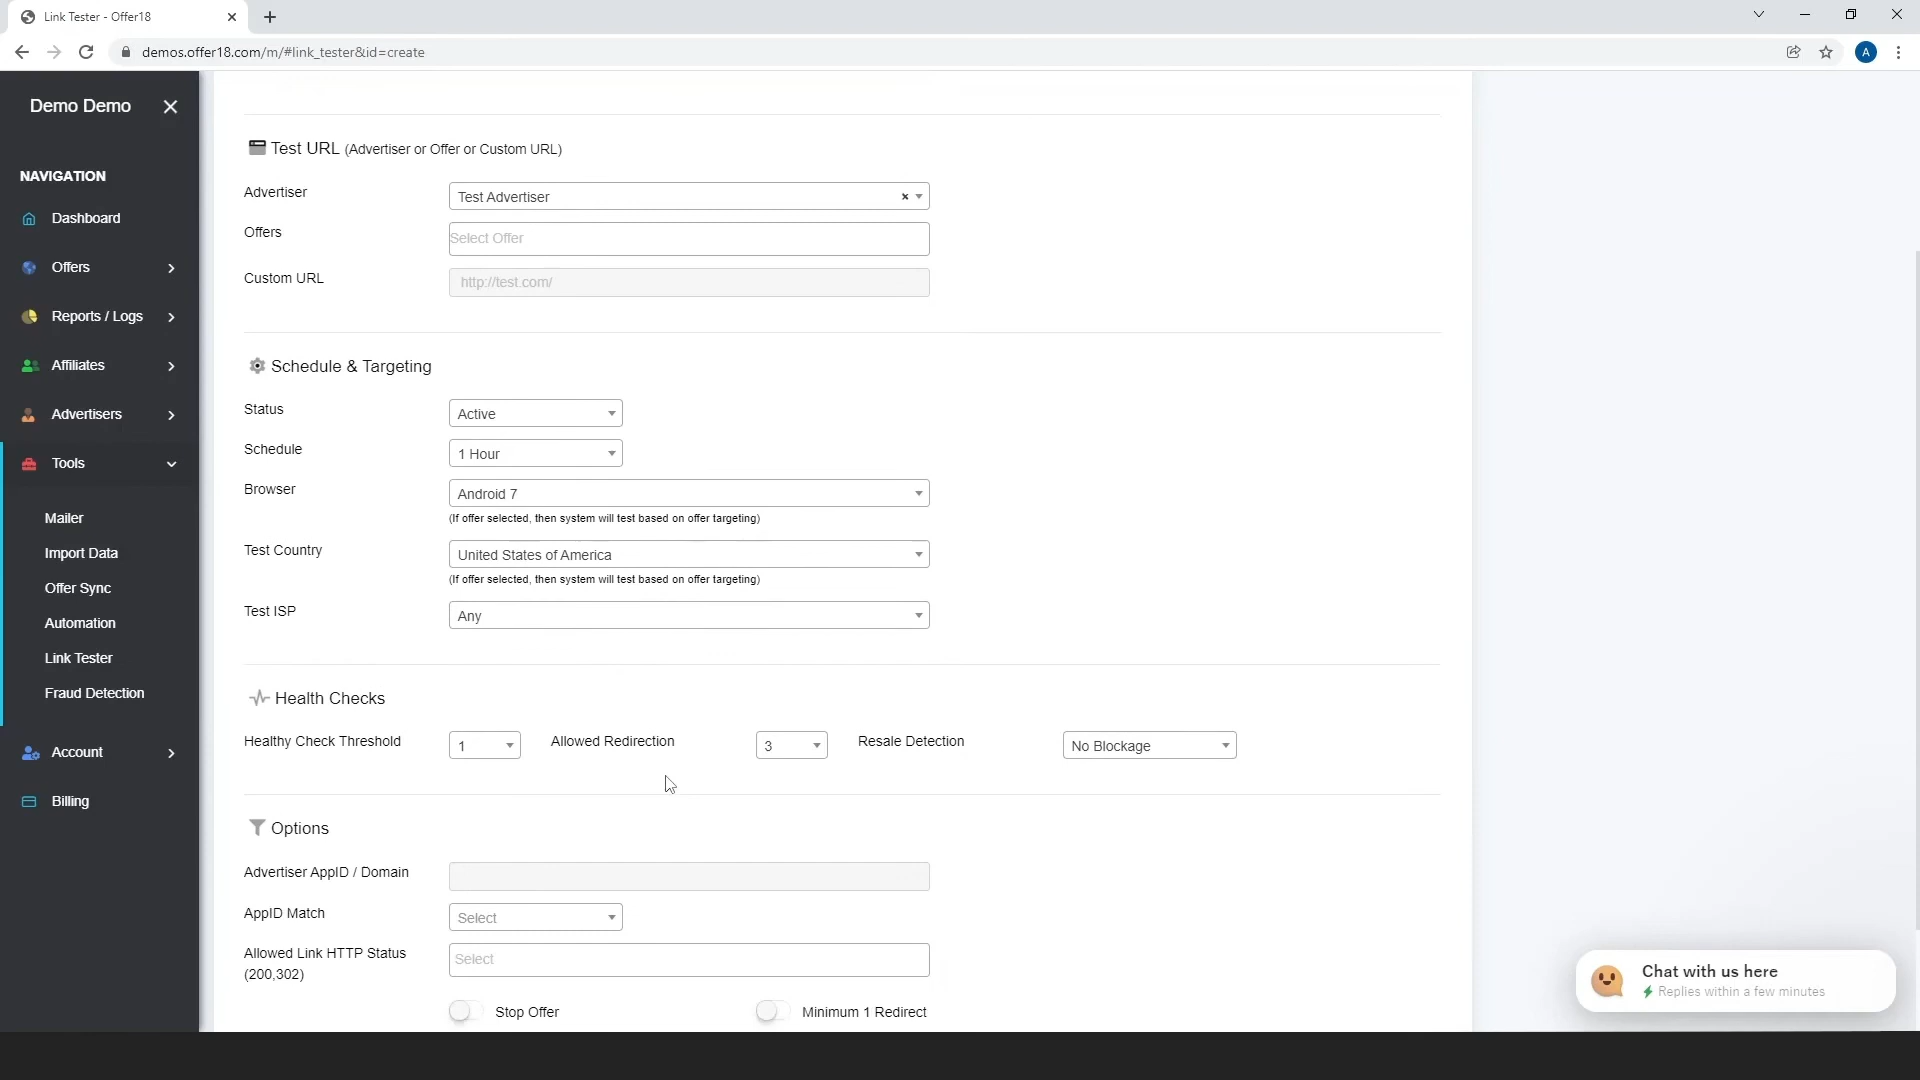 Link Tester - Offer18
demos.offer18.com/m/#link_tester&id=create
A
Demo Demo
NAVIGATION
Dashboard
Offers
Reports / Logs
Affiliates
Advertisers
Tools
Mailer
Import Data
Offer Sync
Automation
Link Tester
Fraud Detection
Account
Billing
Test URL (Advertiser or Offer or Custom URL)
Advertiser
Test Advertiser
Offers
Select Offer
Custom URL
http://test.com/
Schedule & Targeting
Status
Active
Schedule
1 Hour
Browser
Android 7
(If offer selected, then system will test based on offer targeting)
Test Country
United States of America
(If offer selected, then system will test based on offer targeting)
Test ISP
Any
Health Checks
Healthy Check Threshold
1
Allowed Redirection
3
Resale Detection
No Blockage
Options
Advertiser AppID / Domain
AppID Match
Select
Allowed Link HTTP Status
(200,302)
Select
Stop Offer
Minimum 1 Redirect
Chat with us here
Replies within a few minutes